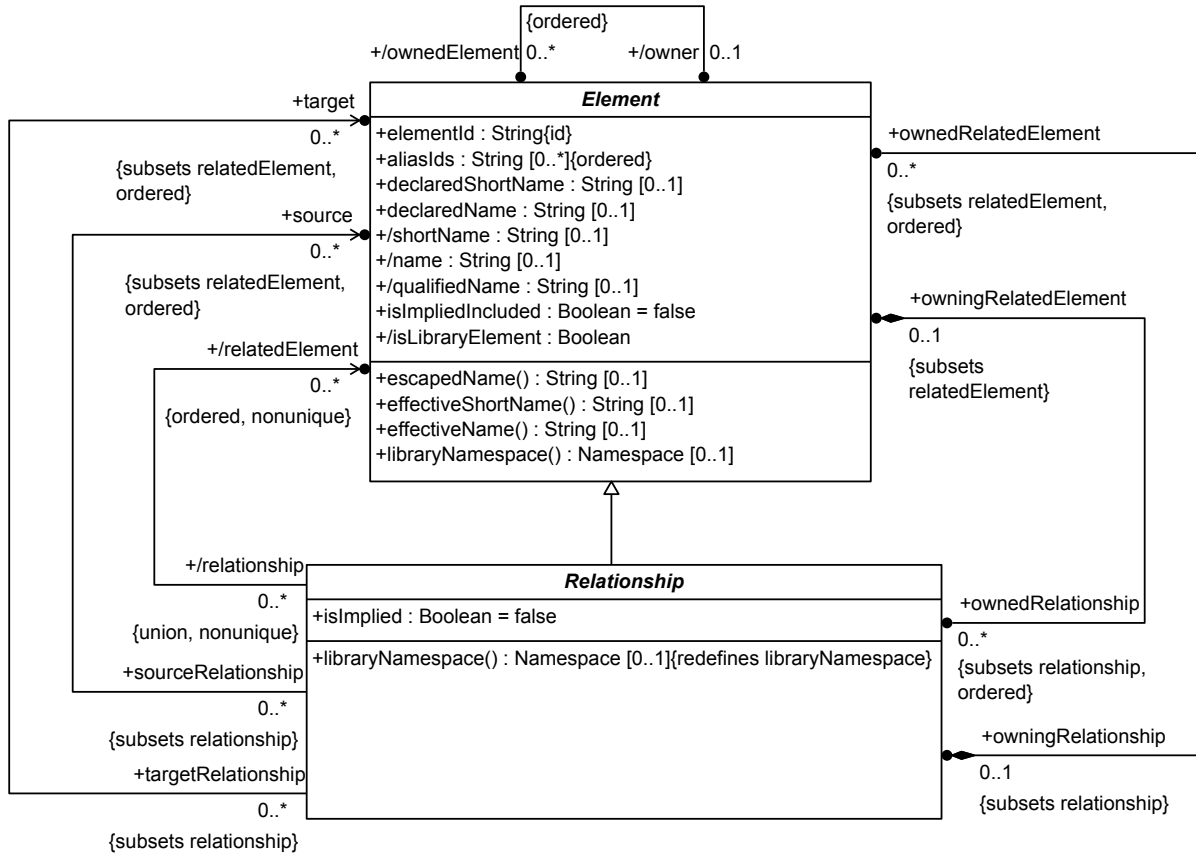 {ordered}
+/ownedElement 0..*
+/owner 0..1
Element
+elementId : String{id}
+aliasIds : String [0..*]{ordered}
+declaredShortName : String [0..1]
+declaredName : String [0..1]
+/shortName : String [0..1]
+/name : String [0..1]
+/qualifiedName : String [0..1]
+isImpliedIncluded : Boolean = false
+/isLibraryElement : Boolean
+escapedName() : String [0..1]
+effectiveShortName() : String [0..1]
+effectiveName() : String [0..1]
+libraryNamespace() : Namespace [0..1]
+target
0..*
{subsets relatedElement,
ordered}
+source
0..*
{subsets relatedElement,
ordered}
+/relatedElement
0..*
{ordered, nonunique}
+ownedRelatedElement
0..*
{subsets relatedElement,
ordered}
+owningRelatedElement
0..1
{subsets
relatedElement}
+/relationship
0..*
{union, nonunique}
+sourceRelationship
0..*
{subsets relationship}
+targetRelationship
0..*
{subsets relationship}
Relationship
+isImplied : Boolean = false
+libraryNamespace() : Namespace [0..1]{redefines libraryNamespace}
+ownedRelationship
0..*
{subsets relationship,
ordered}
+owningRelationship
0..1
{subsets relationship}